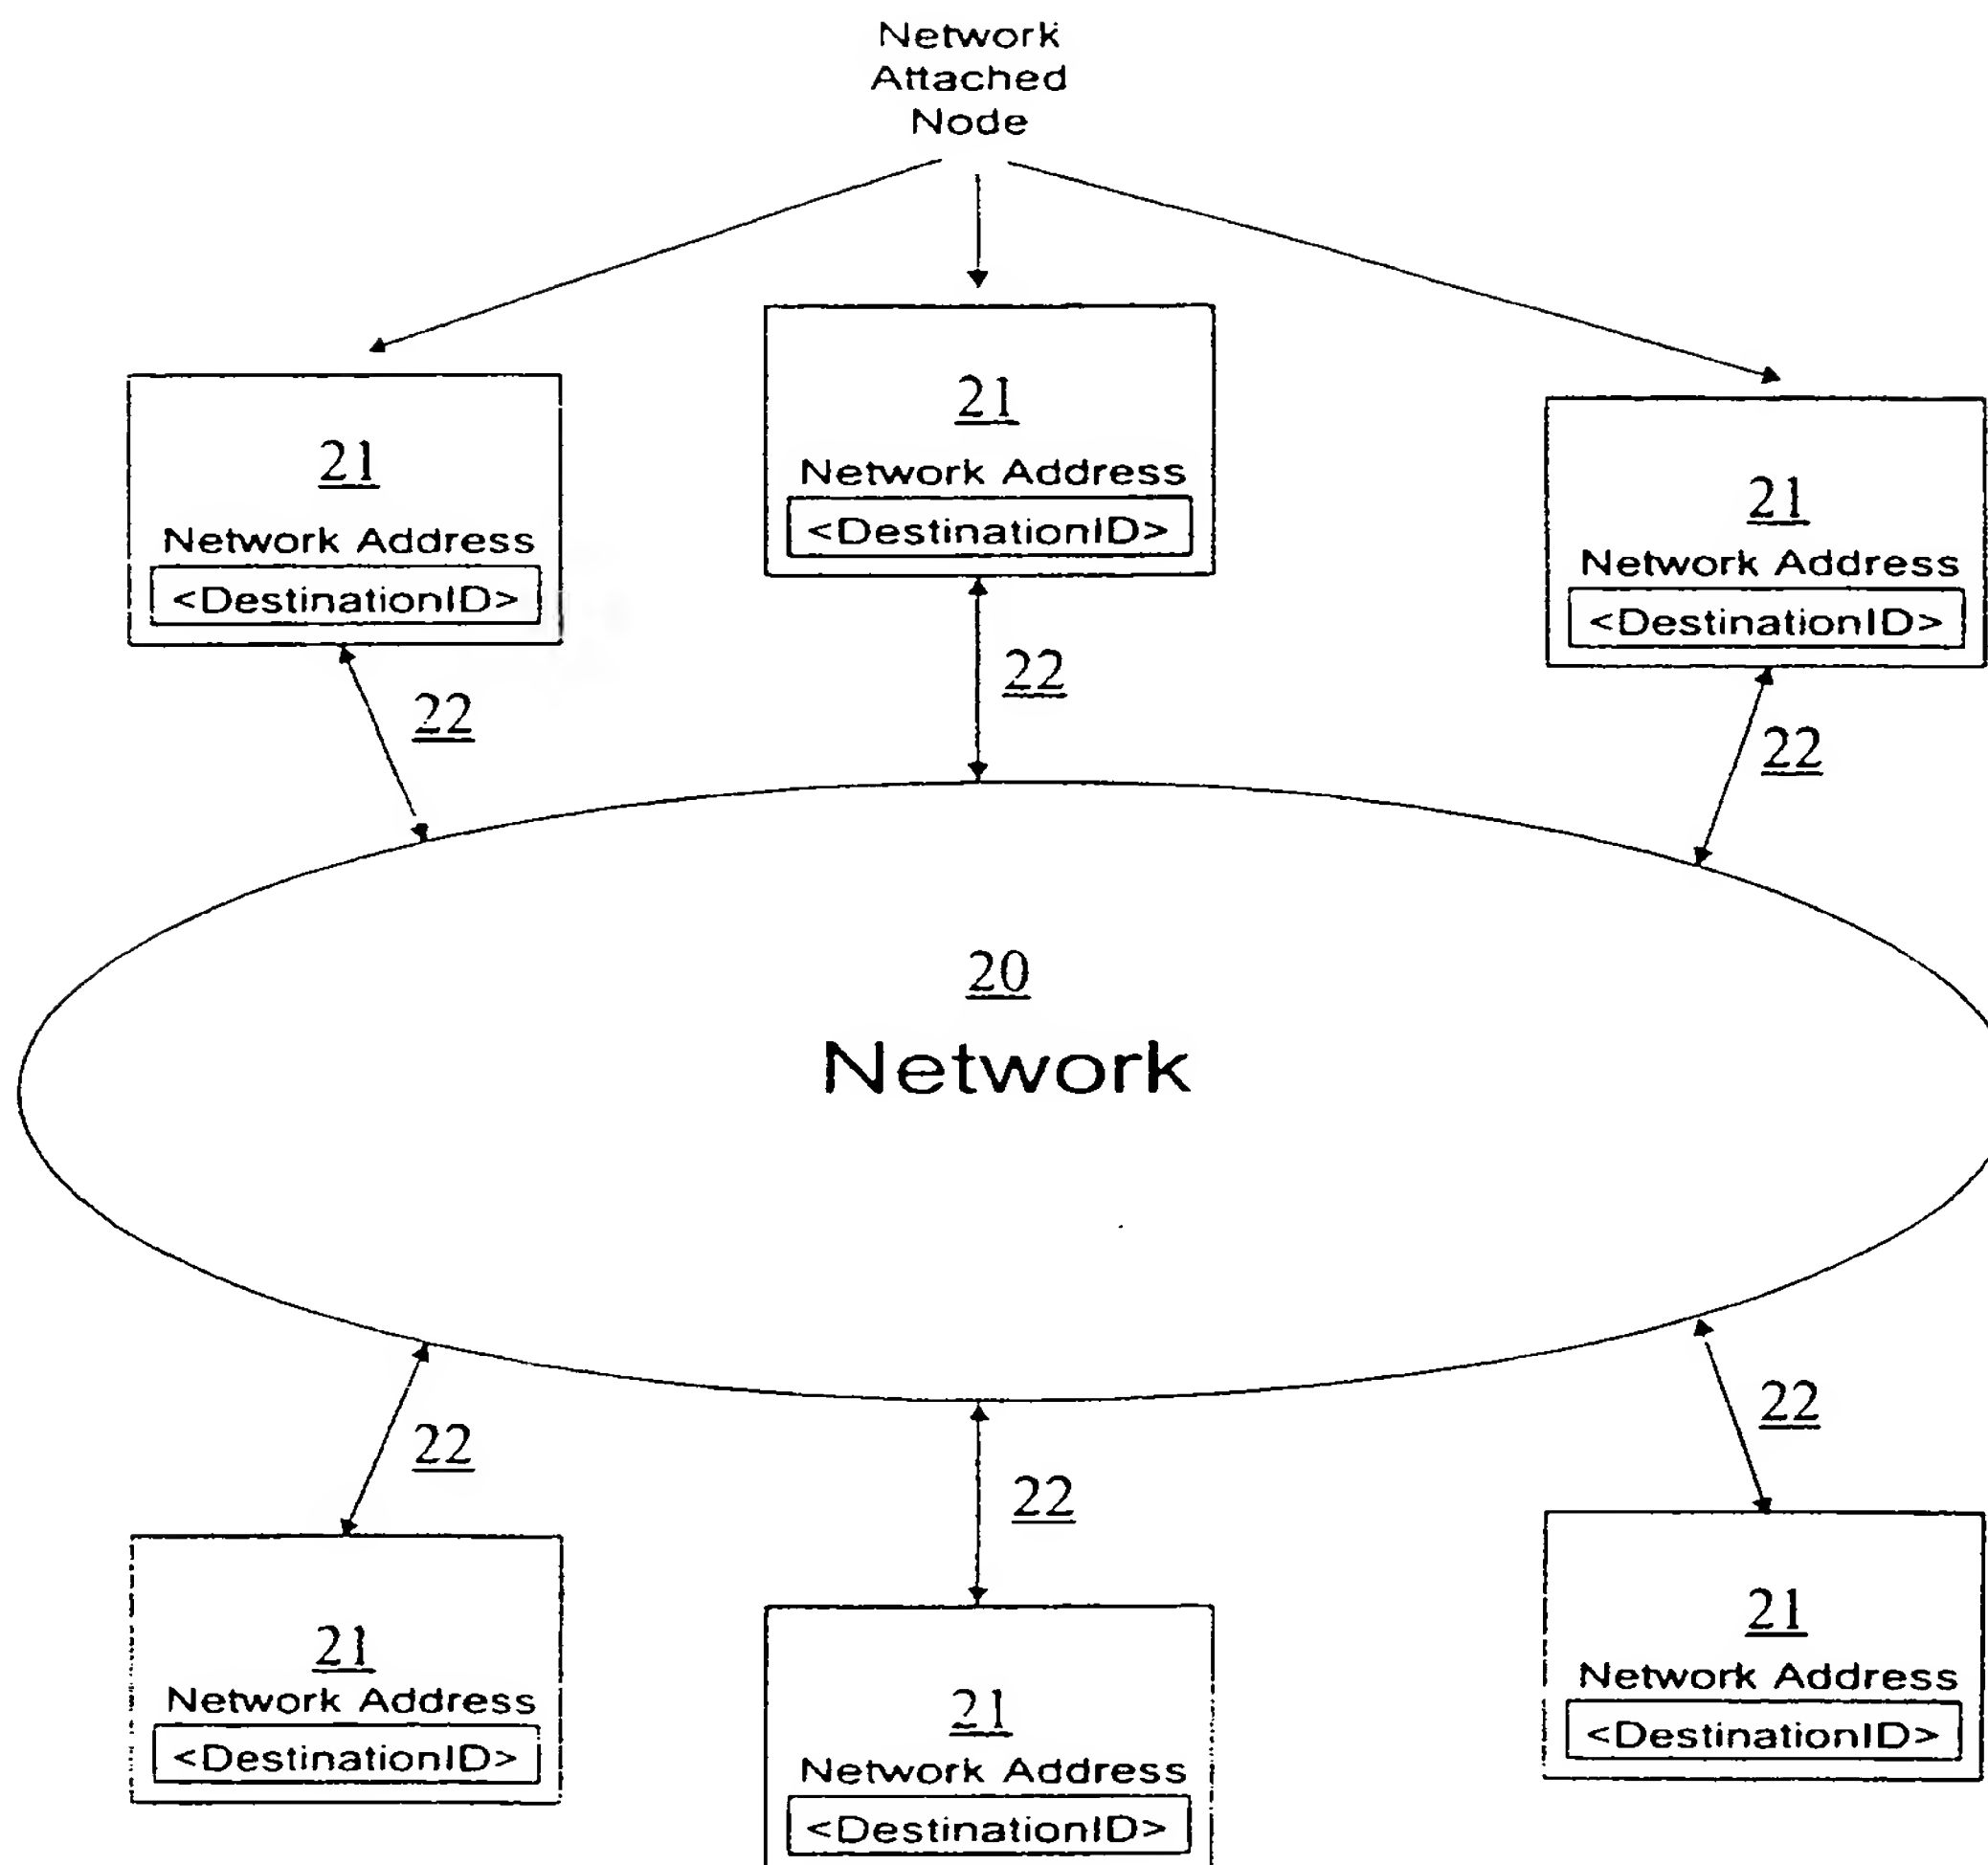 Network
Attached
Node
21
Network Address
<DestinationID>
21
Network Address
<DestinationID>
21
Network Address
<DestinationID>
22
22
22
20
Network
22
22
22
21
Network Address
<DestinationID>
21
Network Address
<DestinationID>
21
Network Address
<DestinationID>